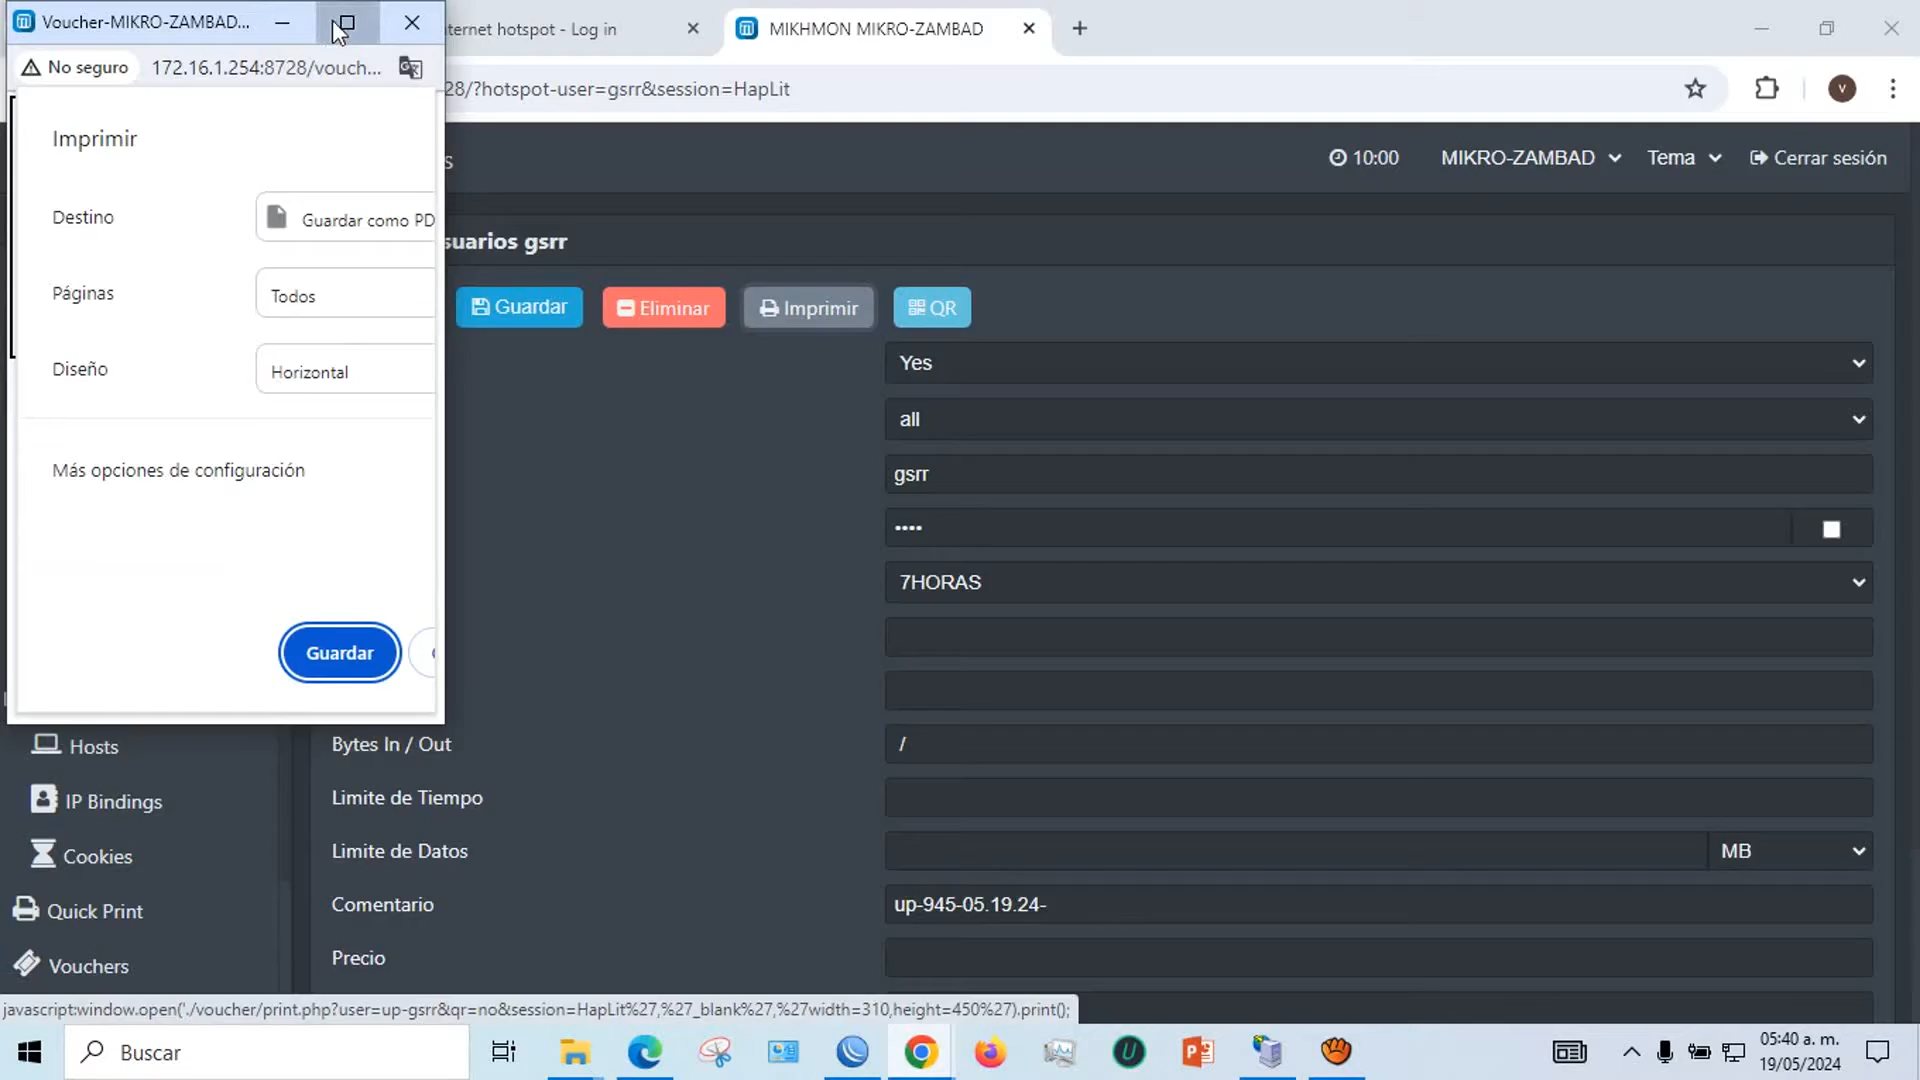 Voucher-MIKRO-ZAMBAD...
ternet hotspot - Log in
MIKHMON MIKRO-ZAMBAD
No seguro
172.16.1.254:8728/vouch...
28/?hotspot-user=gsrr&session=HapLit
V
Imprimir
s
10:00
MIKRO-ZAMBAD
Tema
Cerrar sesión
Destino
Guardar como PD
suarios gsrr
Páginas
Todos
Guardar
Eliminar
Imprimir
QR
Diseño
Horizontal
Yes
all
Más opciones de configuración
gsrr
••••
7HORAS
Guardar
Hosts
Bytes In / Out
/
IP Bindings
Limite de Tiempo
Cookies
Limite de Datos
MB
Quick Print
Comentario
up-945-05.19.24-
Vouchers
Precio
javascript:window.open('./voucher/print.php?user=up-gsrr&qr=no&session=HapLit%27,%27_blank%27,%27width=310,height=450%27).print();
Buscar
05:40 a. m.
19/05/2024